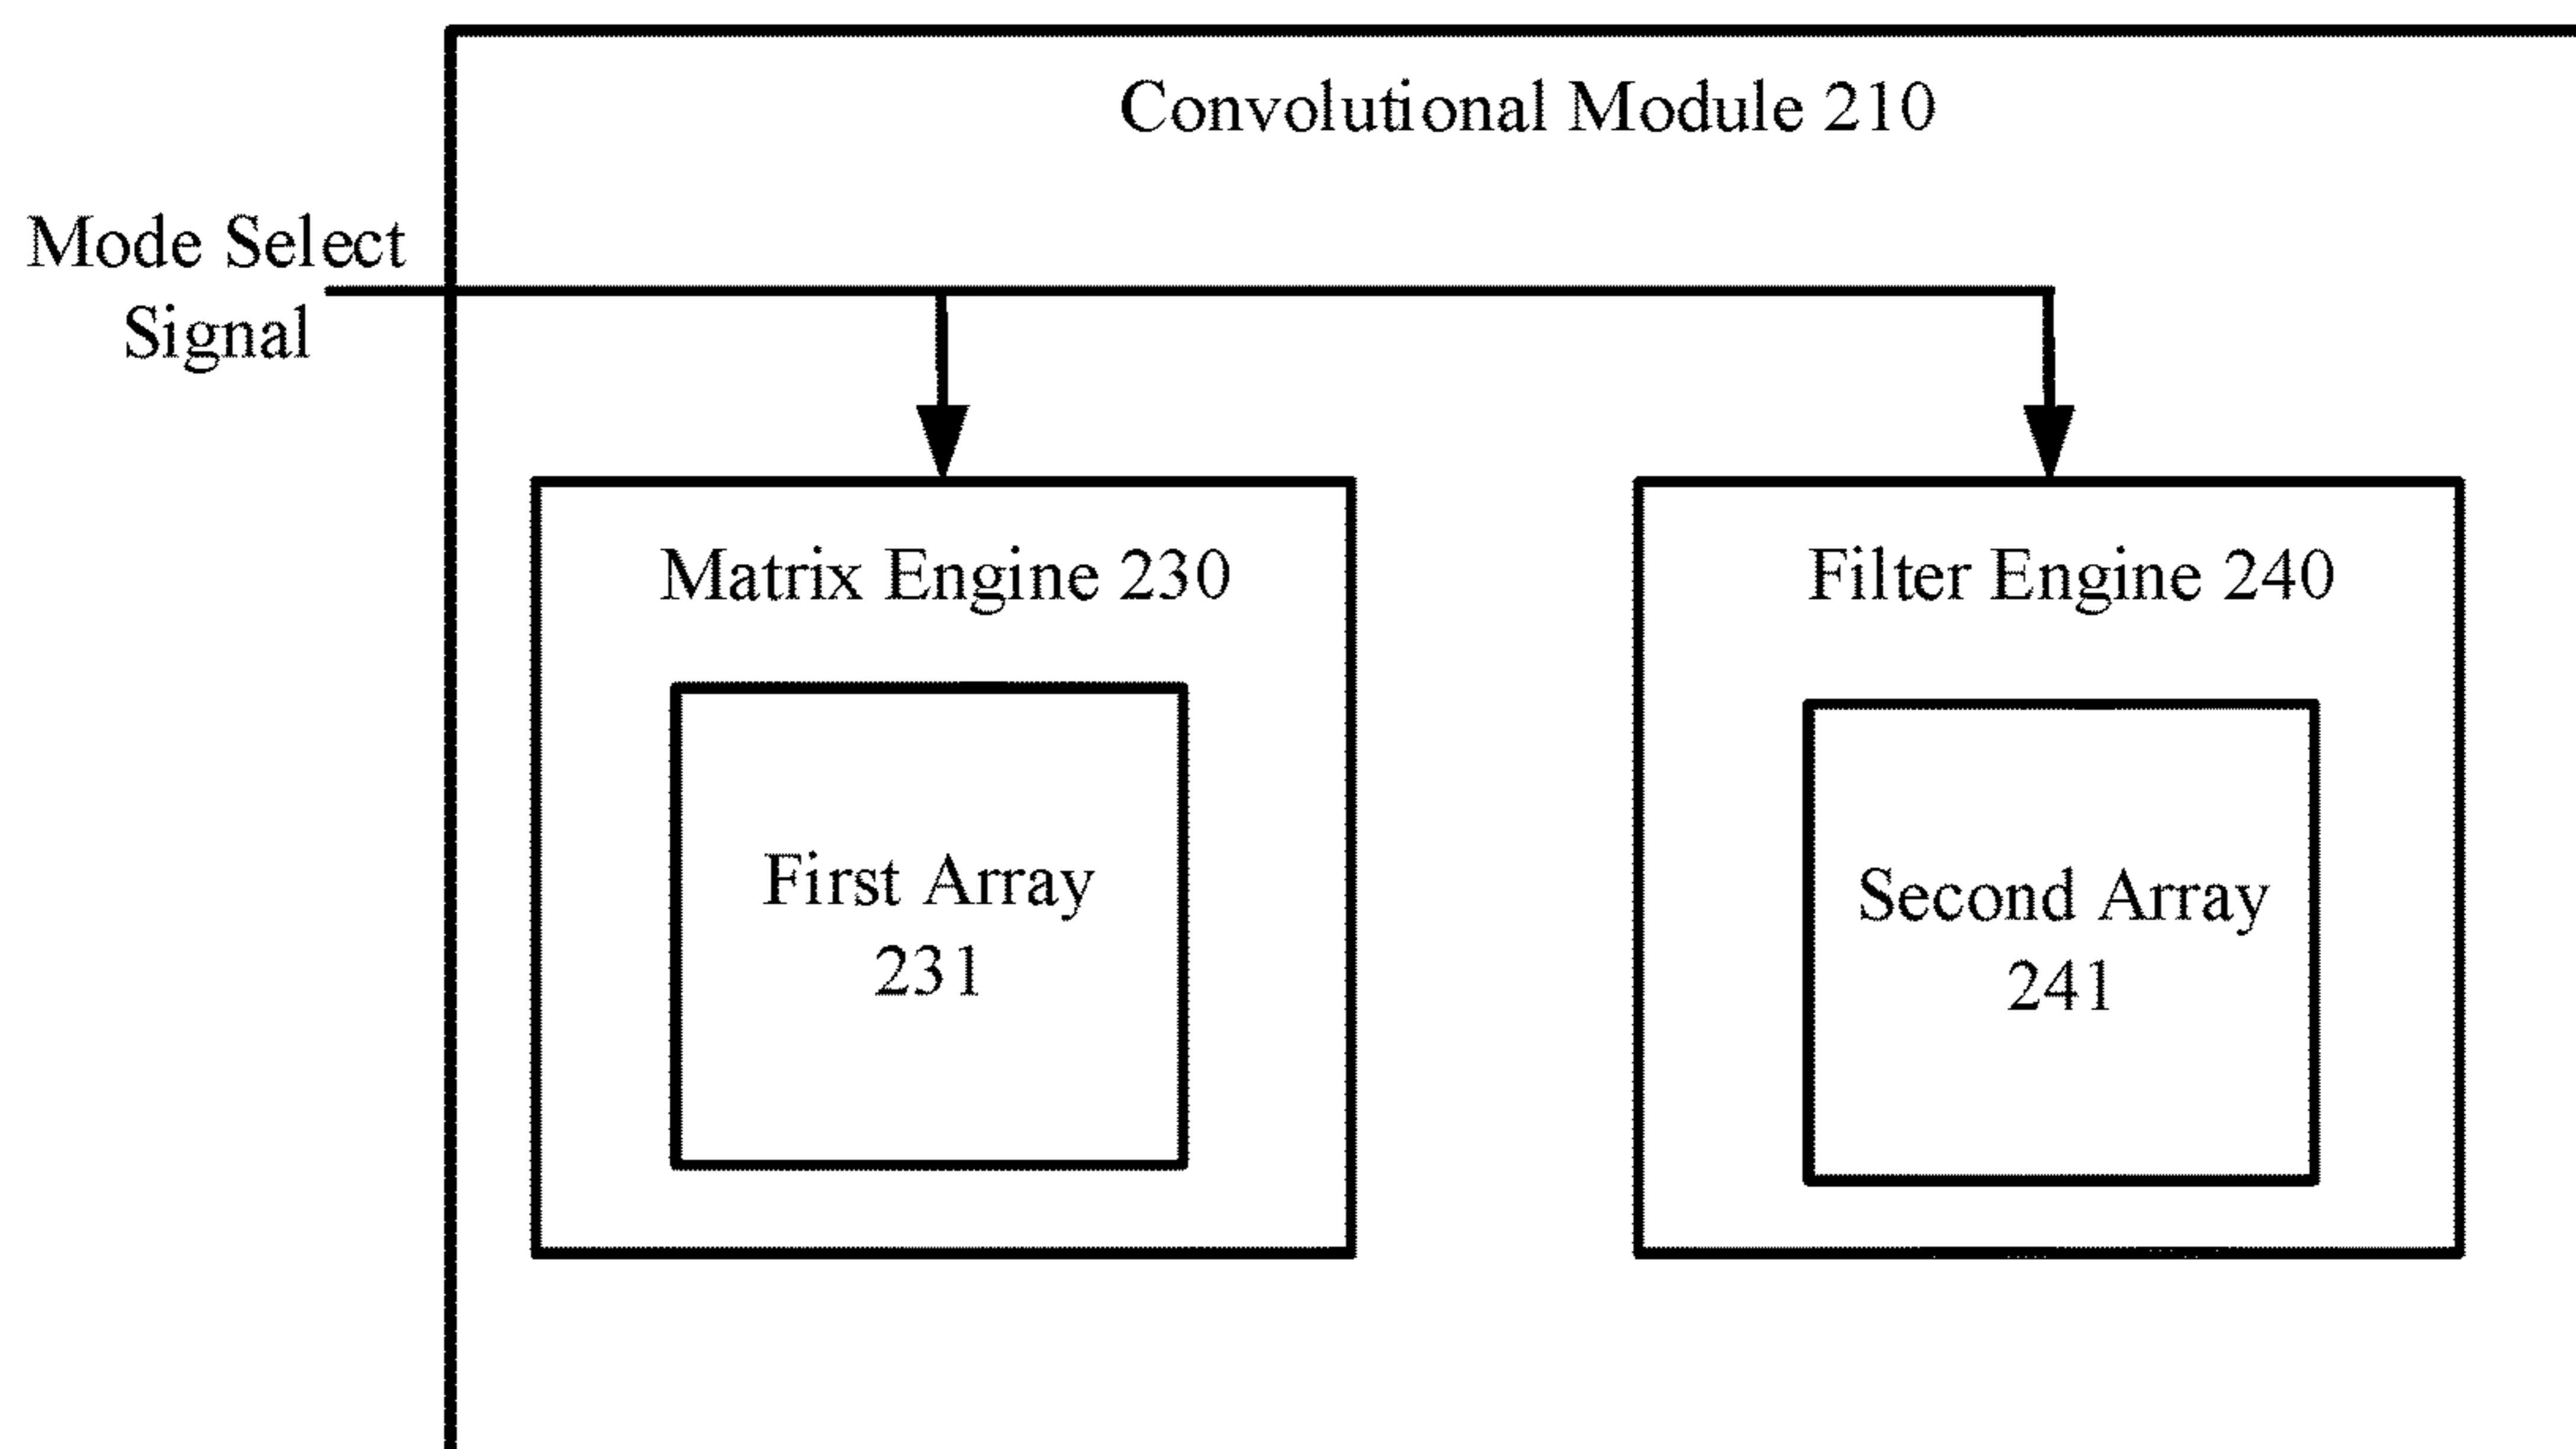 Convolutional Module 210
Mode Select
Signal
Matrix Engine 230
Filter Engine 240
First Array
231
Second Array
241